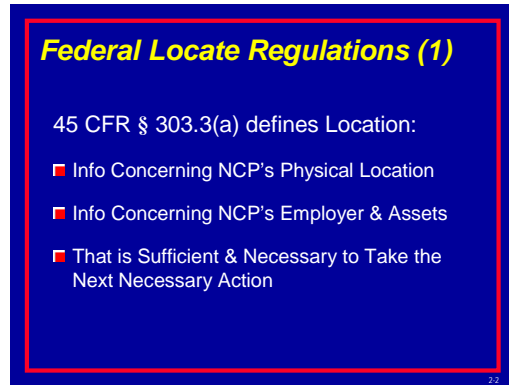 Federal Locate Regulations (1)
45 CFR § 303.3(a) defines Location:
Info Concerning NCP's Physical Location
Info Concerning NCP's Employer & Assets
That is Sufficient & Necessary to Take the
Next Necessary Action
2-2